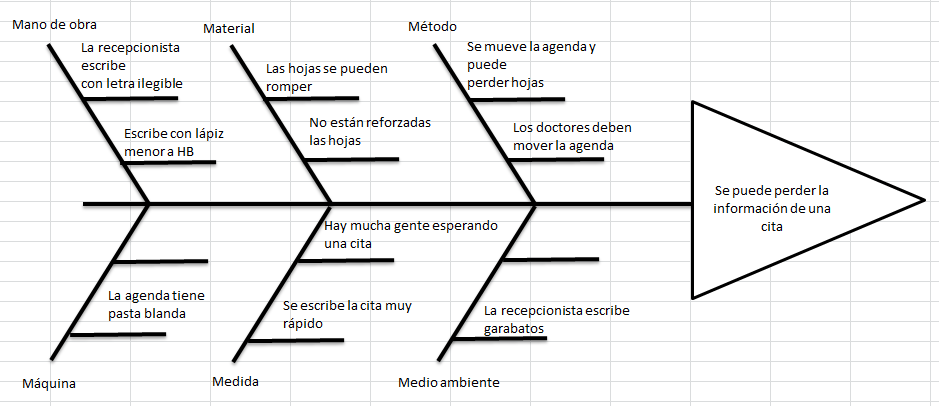 Mano de obra
La recepcionista
escribe
con letra ilegible
Escribe con lápiz
menor a HB
Material
Las hojas se pueden
romper
No están reforzadas
las hojas
Método
Se mueve la agenda y
puede
perder hojas
Los doctores deben
mover la agenda
Se puede perder la
información de una
cita
La agenda tiene
pasta blanda
Máquina
Hay mucha gente esperando
una cita
Se escribe la cita muy
rápido
Medida
La recepcionista escribe
garabatos
Medio ambiente